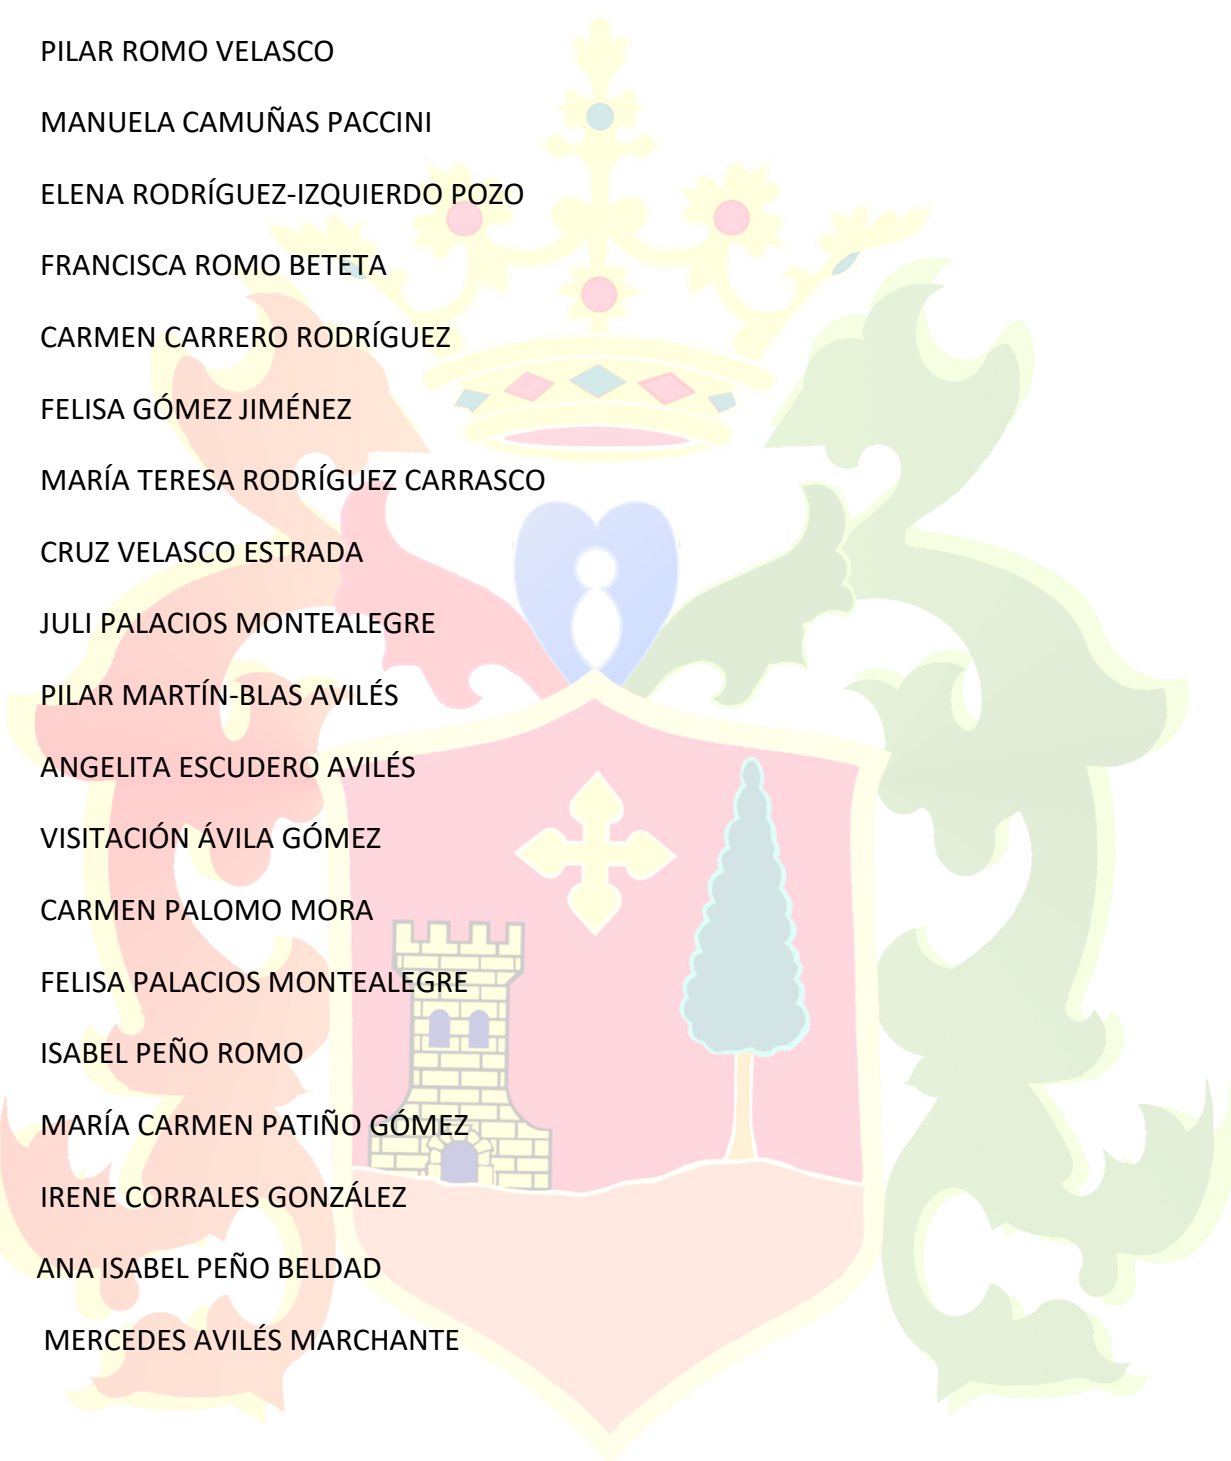 PILAR ROMO VELASCO
MANUELA CAMUÑAS PACCINI
ELENA RODRÍGUEZ-IZQUIERDO POZO
FRANCISCA ROMO BETETA
CARMEN CARRERO RODRÍGUEZ
FELISA GÓMEZ JIMÉNEZ
MARÍA TERESA RODRÍGUEZ CARRASCO
CRUZ VELASCO ESTRADA
JULI PALACIOS MONTEALEGRE
PILAR MARTÍN-BLAS AVILÉS
ANGELITA ESCUDERO AVILÉS
VISITACIÓN ÁVILA GÓMEZ
CARMEN PALOMO MORA
FELISA PALACIOS MONTEALEGRE
ISABEL PEÑO ROMO
MARÍA CARMEN PATIÑO GÓMEZ
IRENE CORRALES GONZÁLEZ
ANA ISABEL PEÑO BELDAD
MERCEDES AVILÉS MARCHANTE